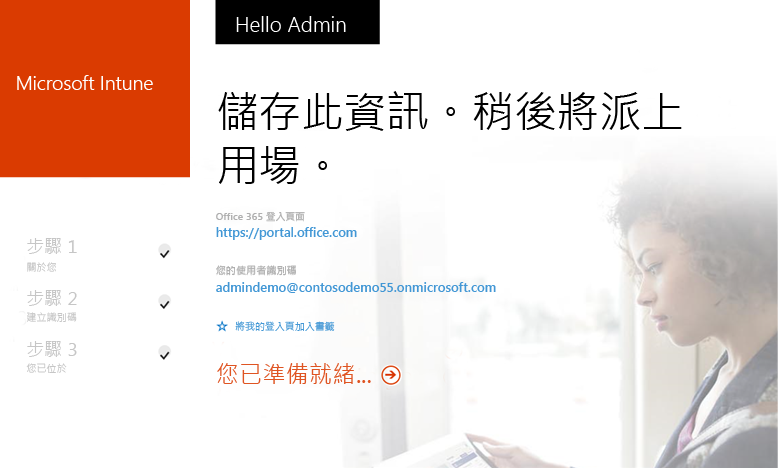 Hello Admin
Microsoft Intune
儲存此資訊。稍後將派上
用場。
Office 365 登入頁面
https://portal.office.com
您的使用者識別碼
admindemo@contosodemo55.onmicrosoft.com
將我的登入頁加入書籤
您已準備就緒...
步驟 1
關於您
步驟 2
建立識別碼
步驟 3
您已位於